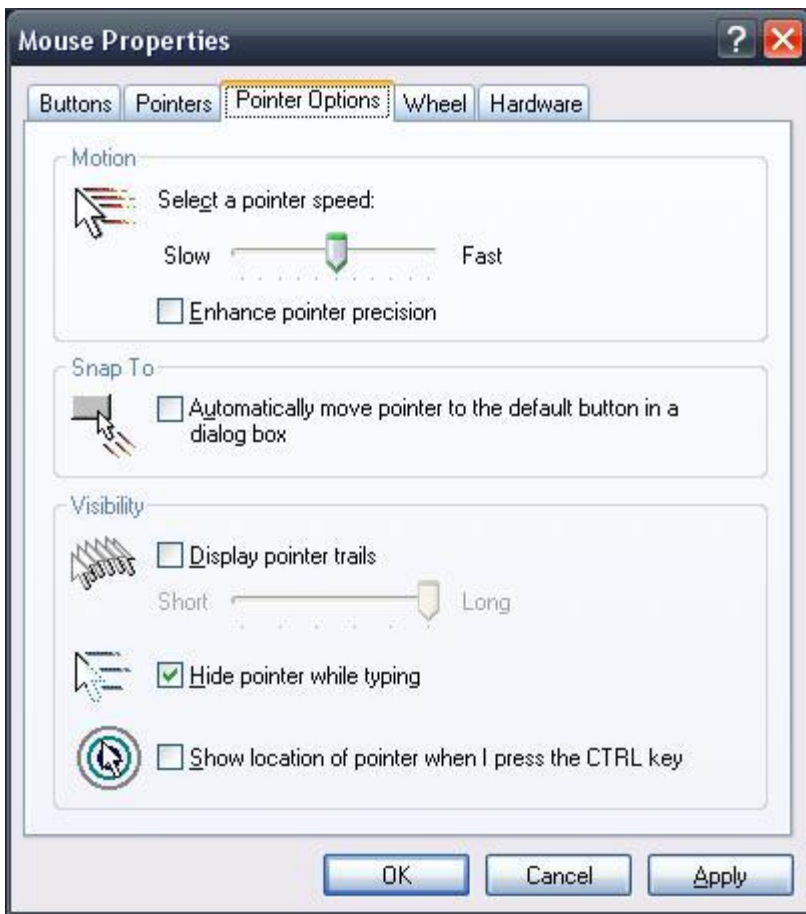 Mouse Properties
?
Buttons Pointers Pointer Options Wheel Hardware
Motion
Select a pointer speed:
Slow Fast
Enhance pointer precision
Snap To
Automatically move pointer to the default button in a
dialog box
Visibility
Display pointer trails
Short Long
Hide pointer while typing
Show location of pointer when I press the CTRL key
OK Cancel Apply